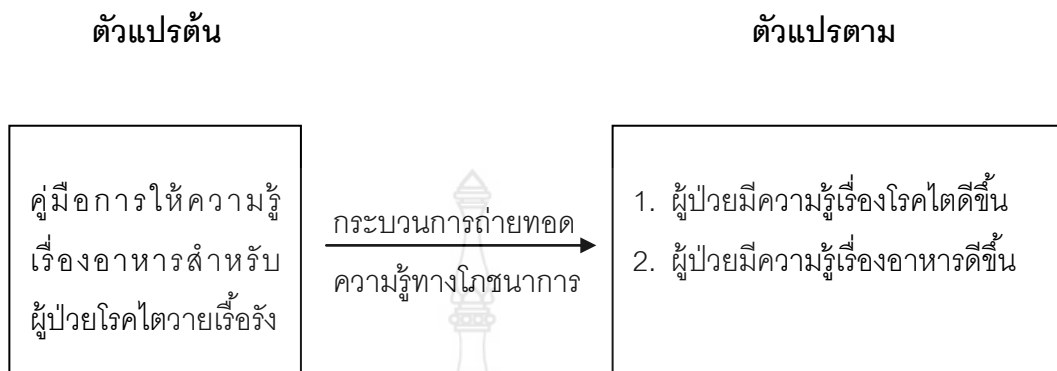 ตัวแปรต้น
ตัวแปรตาม
คู่มือการให้ความรู้
เรื่องอาหารสำหรับ
ผู้ป่วยโรคไตวายเรื้อรัง
กระบวนการถ่ายทอด
ความรู้ทางโภชนาการ
1. ผู้ป่วยมีความรู้เรื่องโรคไตดีขึ้น
2. ผู้ป่วยมีความรู้เรื่องอาหารดีขึ้น